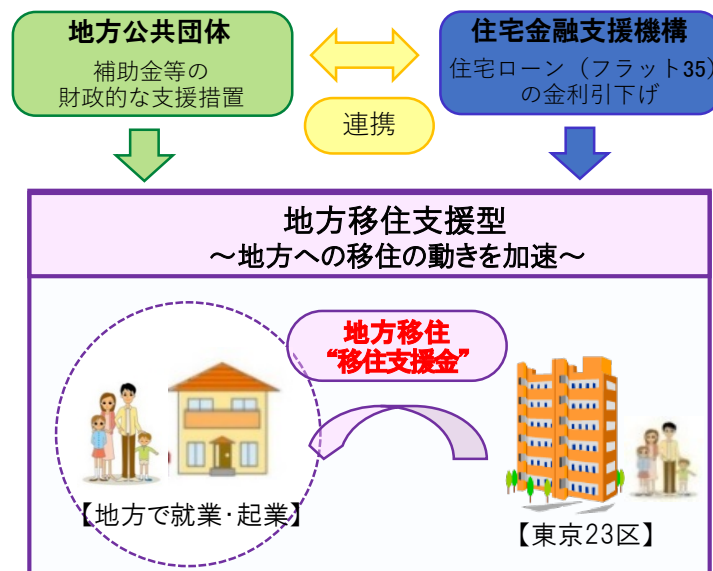 地方公共団体
補助金等の
財政的な支援措置
連携
住宅金融支援機構
住宅ローン（フラット35）
の金利引下げ
地方移住支援型
～地方への移住の動きを加速～
地方移住
“移住支援金”
【地方で就業・起業】
【東京23区】